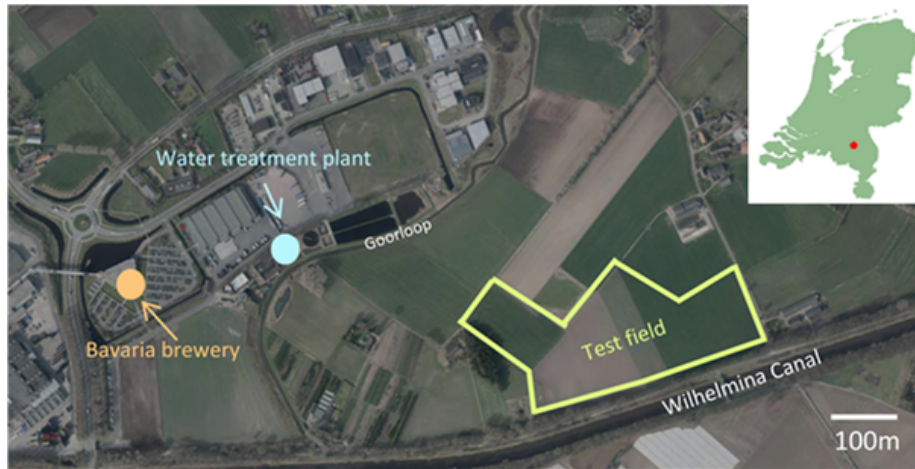 Water treatment plant
Goorloop
Bavaria brewery
Test field
Wilhelmina Canal
100m